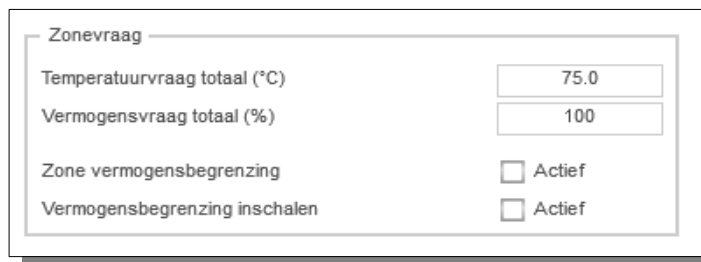 Zonevraag
Temperatuurvraag totaal (°C) 75.0
Vermogensvraag totaal (%) 100
Zone vermogensbegrenzing Actief
Vermogensbegrenzing inschalen Actief